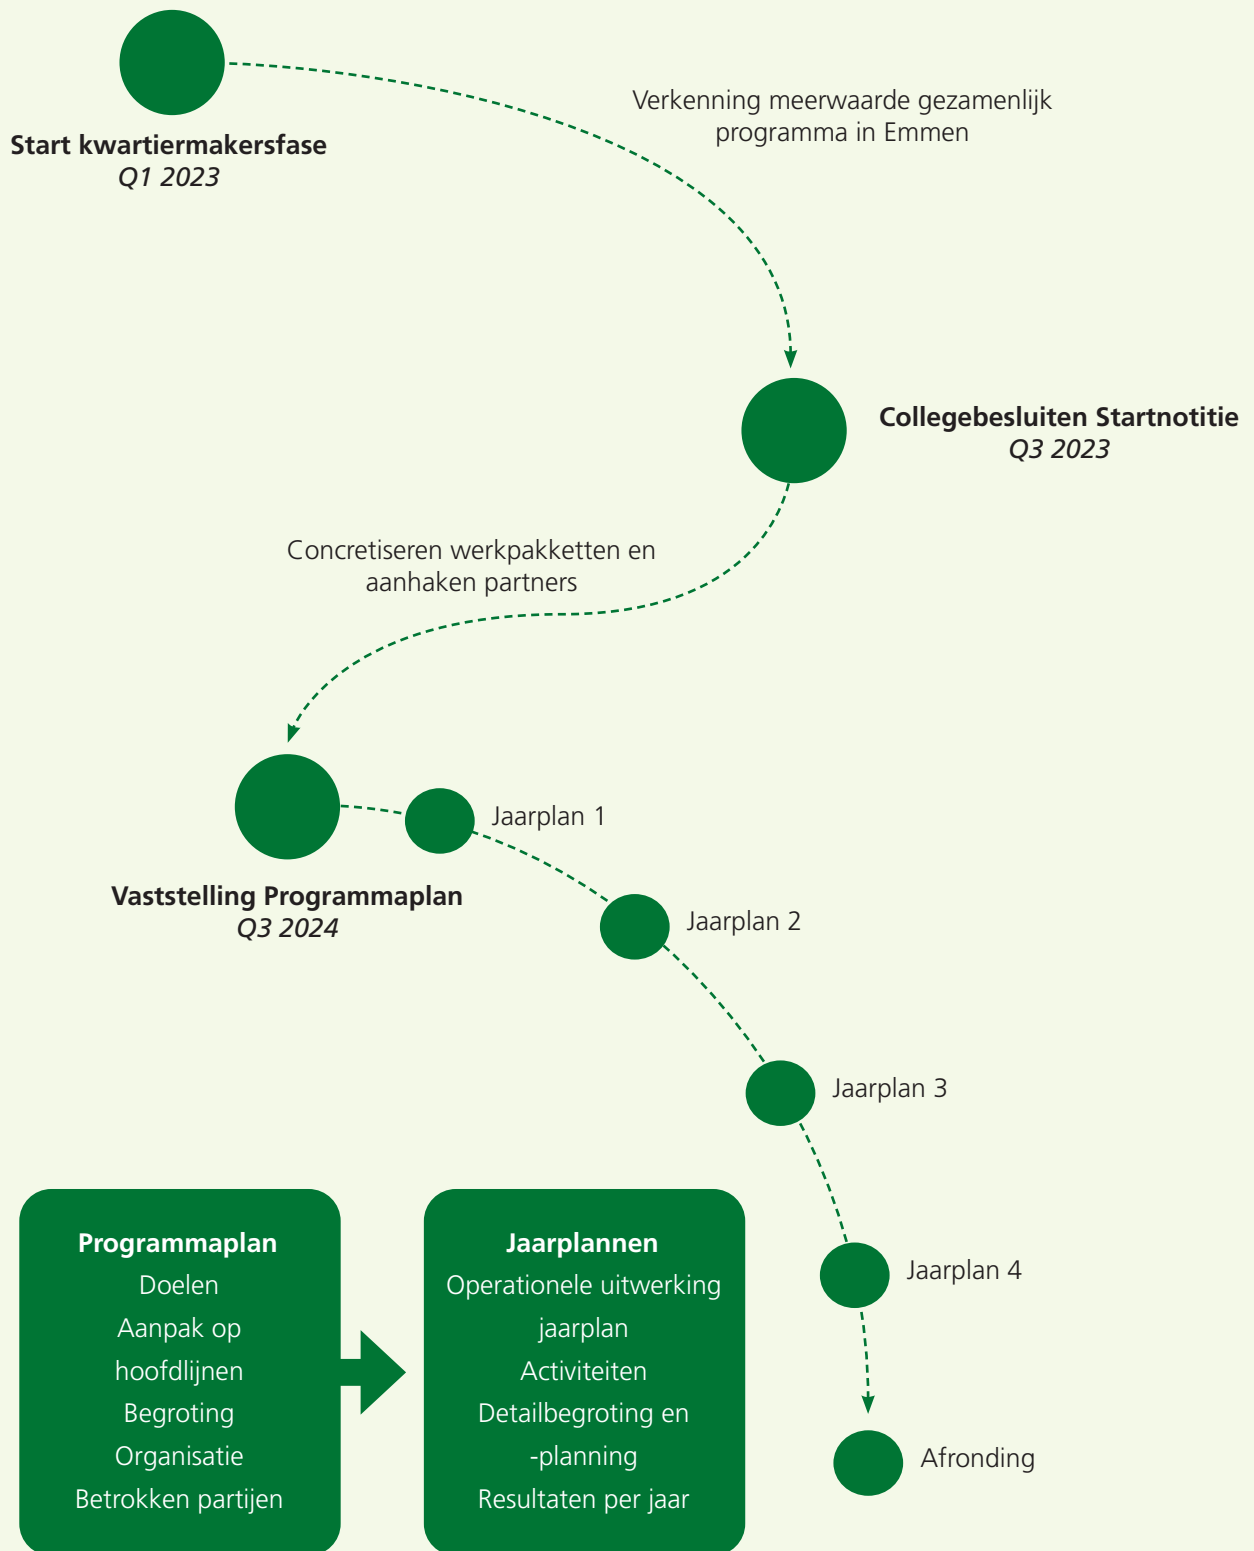 Verkenning meerwaarde gezamenlijk
programma in Emmen
Start kwartiermakersfase
Q1 2023
Collegebesluiten Startnotitie
Q3 2023
Concretiseren werkpakketten en
aanhaken partners
Jaarplan 1
Vaststelling Programmaplan
Q3 2024
Jaarplan 2
Jaarplan 3
Jaarplan 4
Afronding
Programmaplan
Doelen
Aanpak op
hoofdlijnen
Begroting
Organisatie
Betrokken partijen
Jaarplannen
Operationele uitwerking
jaarplan
Activiteiten
Detailbegroting en
-planning
Resultaten per jaar